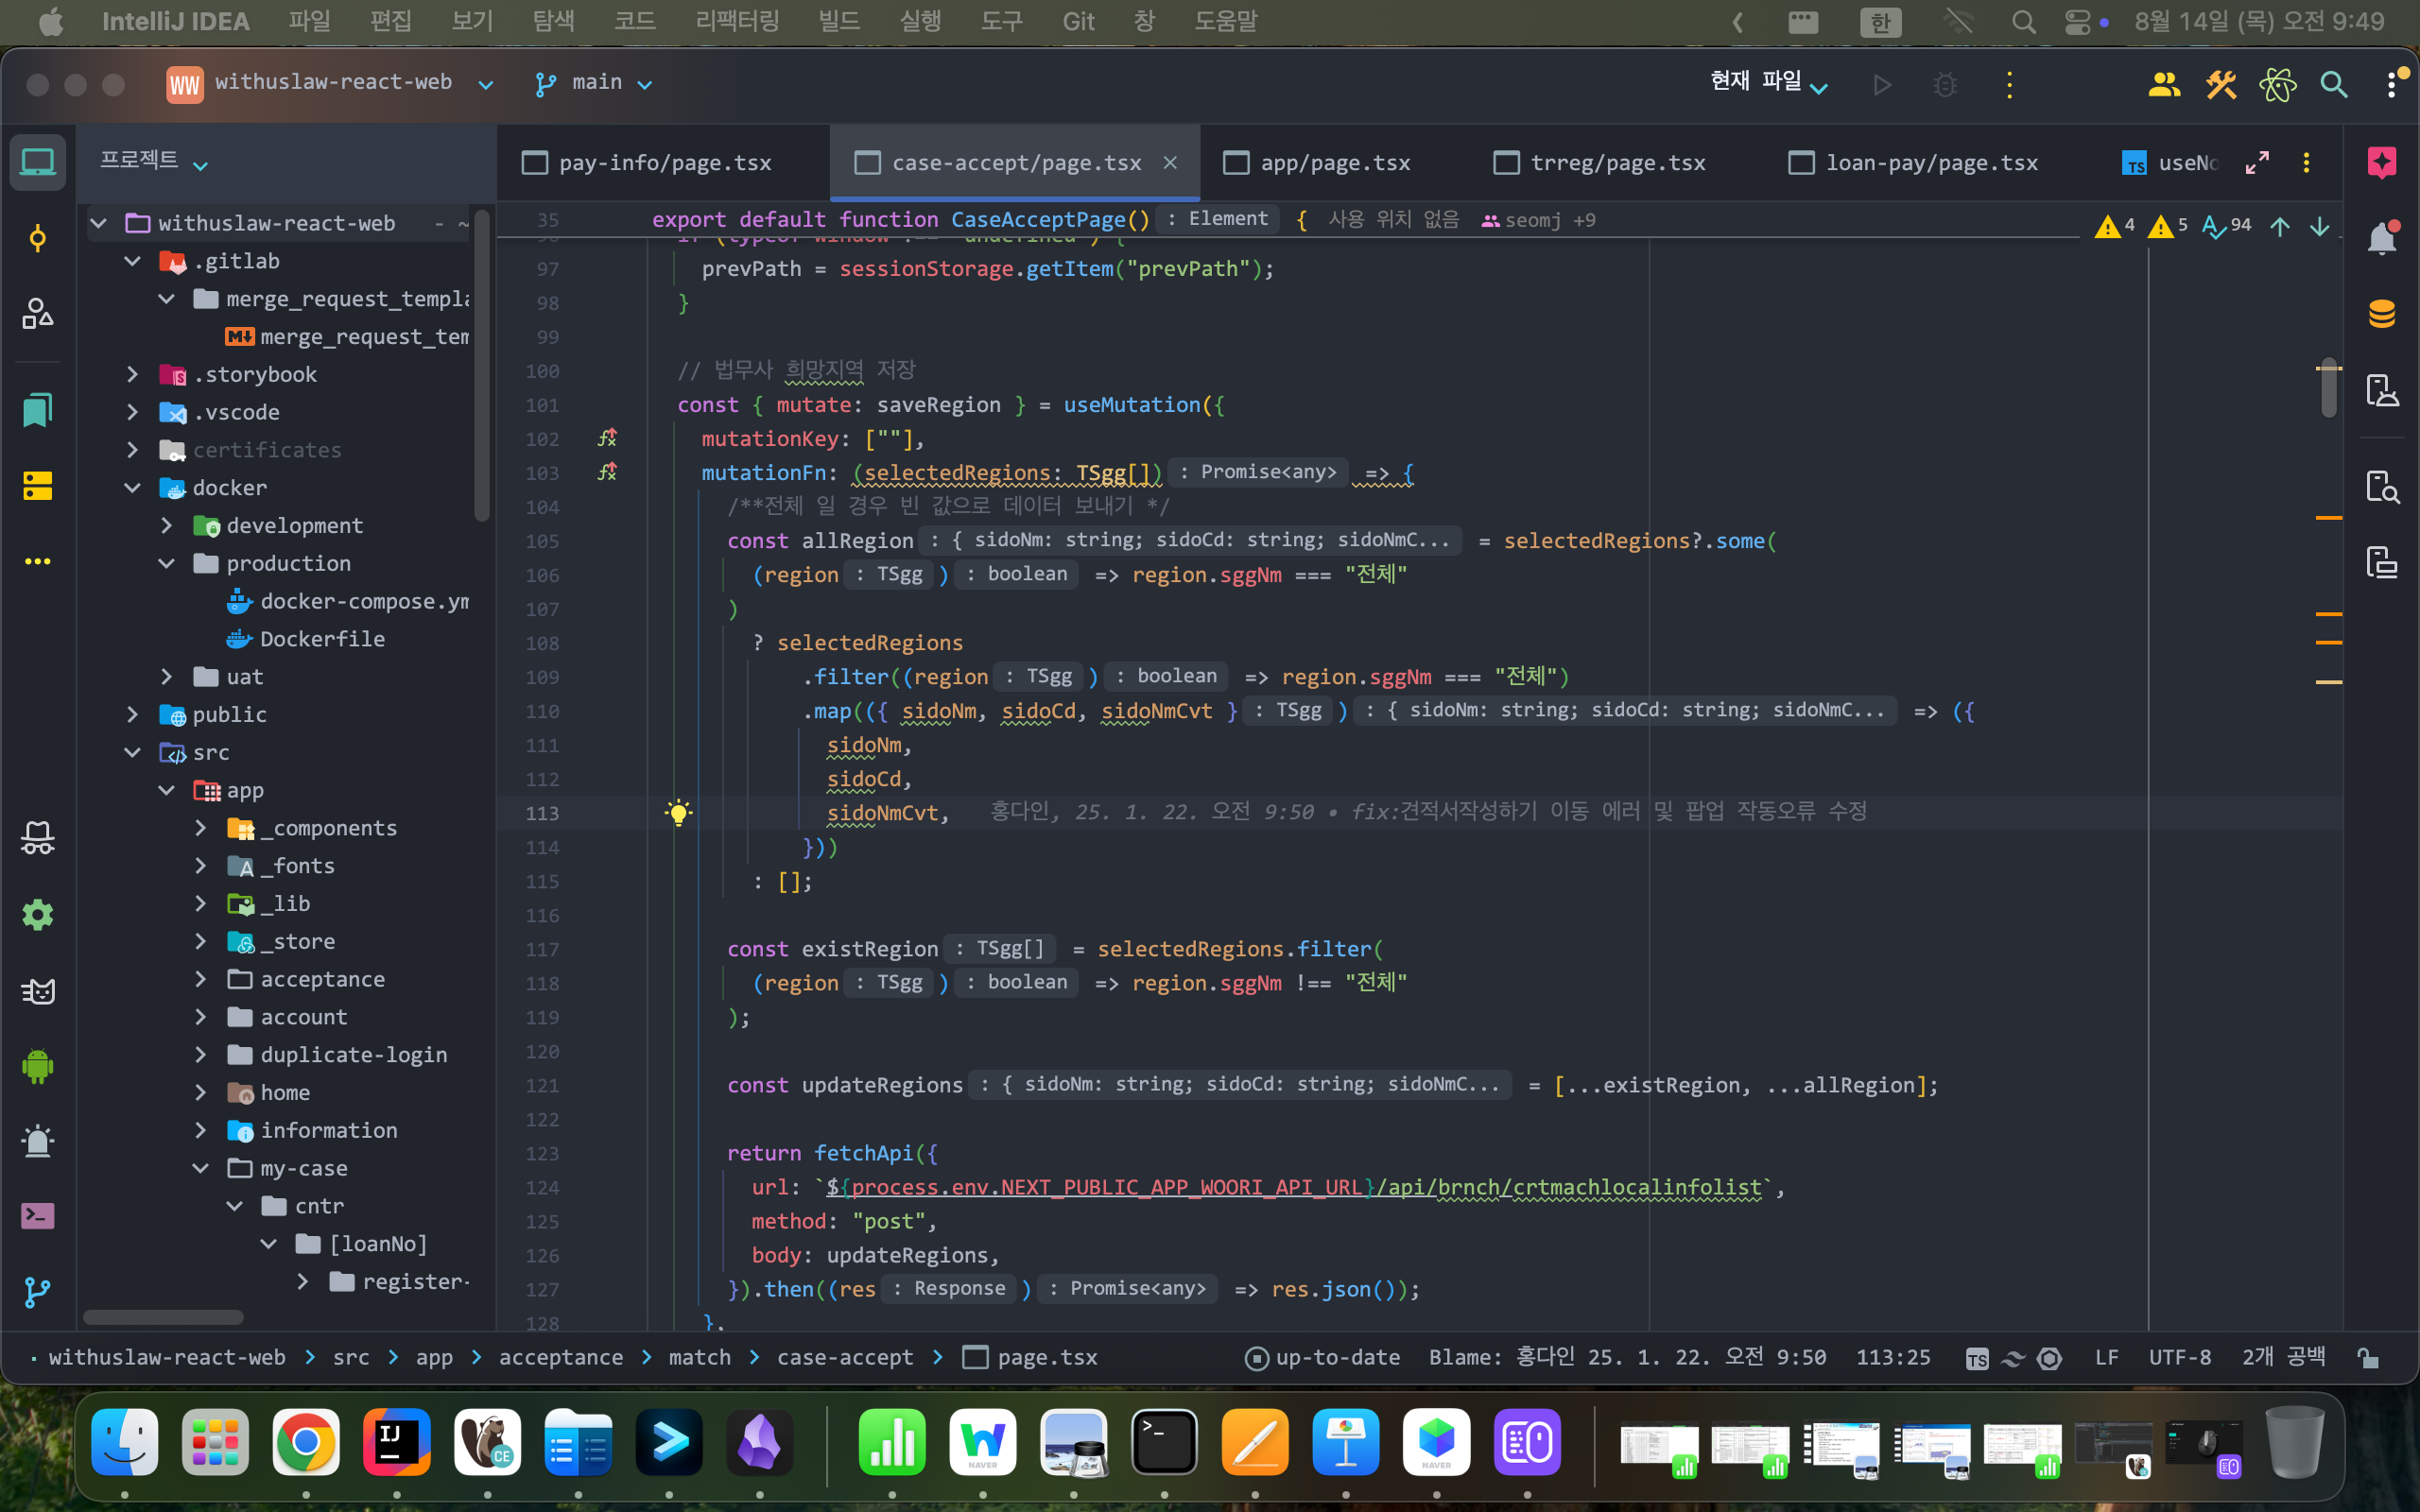 IntelliJ IDEA 파일 편집 보기 탐색 코드 리팩터링 빌드 실행 도구 Git 창 도움말 한 8월 14일 (목) 오전 9:49
WW withuslaw-react-web main 현재 파일
프로젝트
pay-info/page.tsx case-accept/page.tsx app/page.tsx trreg/page.tsx loan-pay/page.tsx TS useNo
withuslaw-react-web - ~
.gitlab
merge_request_templa
merge_request_tem
.storybook
.vscode
certificates
docker
development
production
docker-compose.ym
Dockerfile
uat
public
src
app
_components
_fonts
_lib
_store
acceptance
account
duplicate-login
home
information
my-case
cntr
[loanNo]
register-
35 export default function CaseAcceptPage() : Element { 사용 위치 없음 seomj +9
4 5 94
97 prevPath = sessionStorage.getItem("prevPath");
98 }
99
100 // 법무사 희망지역 저장
101 const { mutate: saveRegion } = useMutation({
102 mutationKey: [""],
103 mutationFn: (selectedRegions: TSgg[]) : Promise<any> => {
104 /**전체 일 경우 빈 값으로 데이터 보내기 */
105 const allRegion : { sidoNm: string; sidoCd: string; sidoNmC... = selectedRegions?.some(
106 (region : TSgg ) : boolean => region.sggNm === "전체"
107 )
108 ? selectedRegions
109 .filter((region : TSgg ) : boolean => region.sggNm === "전체")
110 .map(({ sidoNm, sidoCd, sidoNmCvt } : TSgg ) : { sidoNm: string; sidoCd: string; sidoNmC... => ({
111 sidoNm,
112 sidoCd,
113 sidoNmCvt, 홍다인, 25. 1. 22. 오전 9:50 • fix:견적서작성하기 이동 에러 및 팝업 작동오류 수정
114 }))
115 : [];
116
117 const existRegion : TSgg[] = selectedRegions.filter(
118 (region : TSgg ) : boolean => region.sggNm !== "전체"
119 );
120
121 const updateRegions : { sidoNm: string; sidoCd: string; sidoNmC... = [...existRegion, ...allRegion];
122
123 return fetchApi({
124 url: `${process.env.NEXT_PUBLIC_APP_WOORI_API_URL}/api/brnch/crtmachlocalinfolist`,
125 method: "post",
126 body: updateRegions,
127 }).then((res : Response ) : Promise<any> => res.json());
128 },
withuslaw-react-web > src > app > acceptance > match > case-accept > page.tsx up-to-date Blame: 홍다인 25. 1. 22. 오전 9:50 113:25 TS LF UTF-8 2개 공백
IJ CE NAVER NAVER